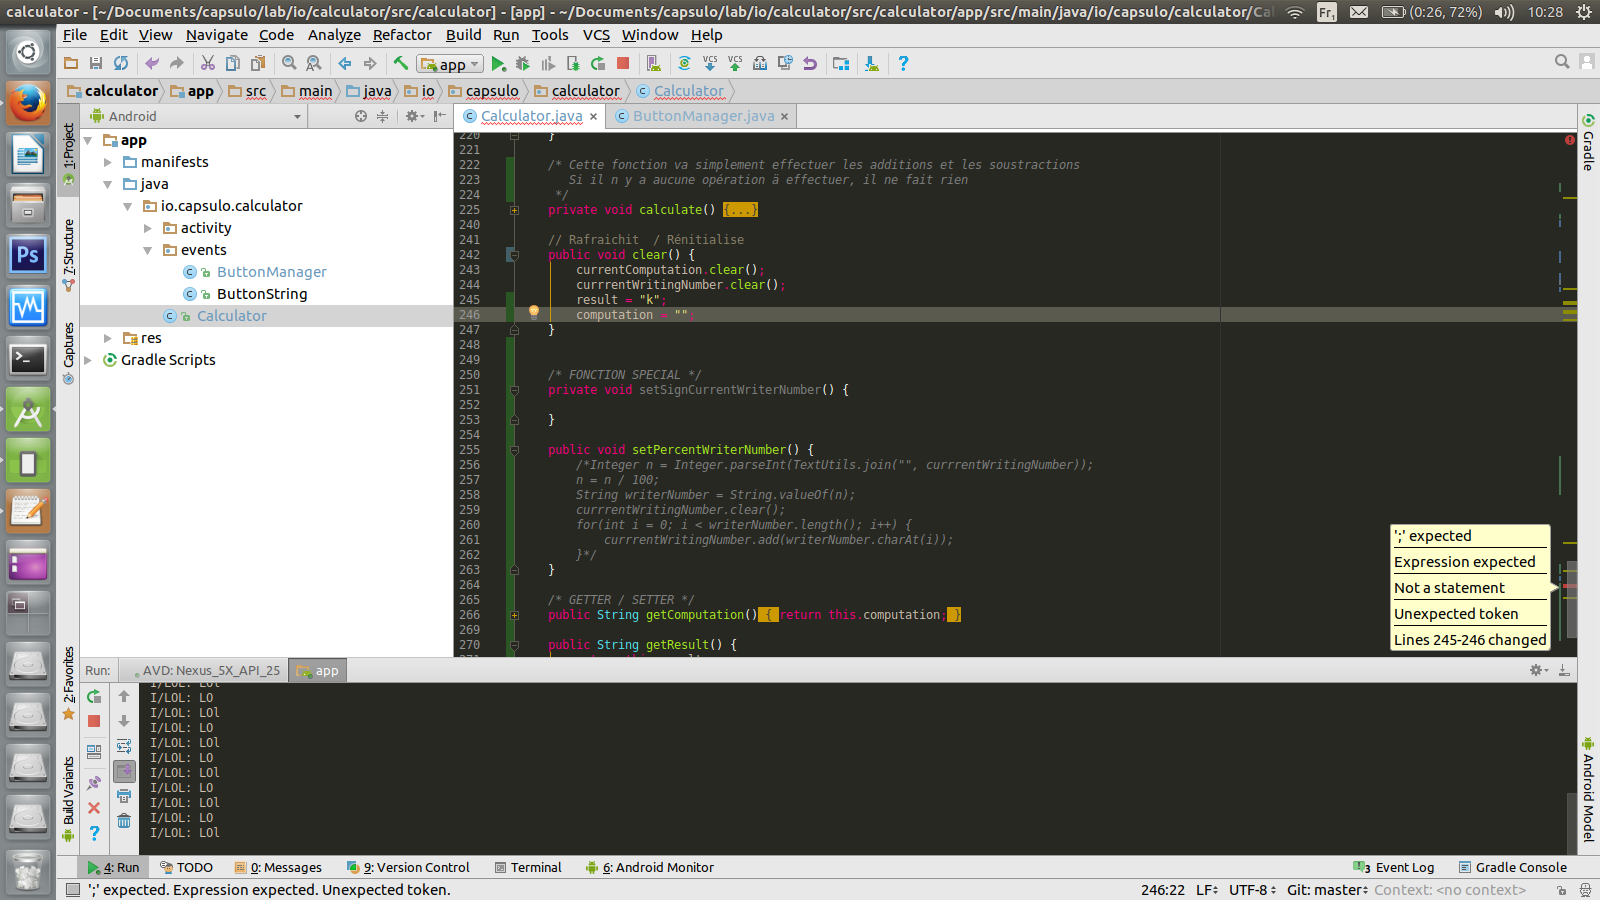 calculator - [~/Documents/capsulo/lab/io/calculator/src/calculator] - [app] - ~/Documents/capsulo/lab/io/calculator/src/calculator/app/src/main/java/io/capsulo/calculator/Cal
Fr1
(0:26, 72%)
10:28
File Edit View Navigate Code Analyze Refactor Build Run Tools VCS Window Help
app
VCS VCS
calculator app src main java io capsulo calculator Calculator
Android
Calculator.java
ButtonManager.java
1: Project
7: Structure
Captures
2: Favorites
Build Variants
app
manifests
java
io.capsulo.calculator
activity
events
ButtonManager
ButtonString
Calculator
res
Gradle Scripts
220 }
221
222 /* Cette fonction va simplement effectuer les additions et les soustractions
223 Si il n y a aucune opération à effectuer, il ne fait rien
224 */
225 private void calculate() {...}
240
241 // Rafraichit  / Rénitialise
242 public void clear() {
243 currentComputation.clear();
244 currrentWritingNumber.clear();
245 result = "k";
246 computation = "";
247 }
248
249
250 /* FONCTION SPECIAL */
251 private void setSignCurrentWriterNumber() {
252
253 }
254
255 public void setPercentWriterNumber() {
256 /*Integer n = Integer.parseInt(TextUtils.join("", currrentWritingNumber));
257 n = n / 100;
258 String writerNumber = String.valueOf(n);
259 currrentWritingNumber.clear();
260 for(int i = 0; i < writerNumber.length(); i++) {
261 currrentWritingNumber.add(writerNumber.charAt(i));
262 }*/
263 }
264
265 /* GETTER / SETTER */
266 public String getComputation() { return this.computation; }
269
270 public String getResult() {
';' expected
Expression expected
Not a statement
Unexpected token
Lines 245-246 changed
Gradle
Android Model
Run: AVD: Nexus_5X_API_25 app
I/LOL: LOl
I/LOL: LO
I/LOL: LOl
I/LOL: LO
I/LOL: LOl
I/LOL: LO
I/LOL: LOl
I/LOL: LO
I/LOL: LOl
I/LOL: LO
I/LOL: LOl
4: Run TODO 0: Messages 9: Version Control Terminal 6: Android Monitor 3 Event Log Gradle Console
';' expected. Expression expected. Unexpected token. 246:22 LF UTF-8 Git: master Context: <no context>